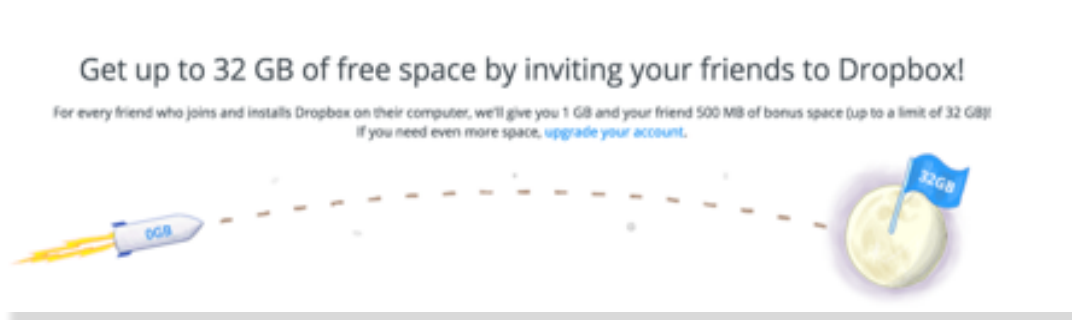 Get up to 32 GB of free space by inviting your friends to Dropbox!
For every friend who joins and installs Dropbox on their computer, we'll give you 1 GB and your friend 500 MB of bonus space (up to a limit of 32 GB)!
If you need even more space, upgrade your account.
32GB
0GB